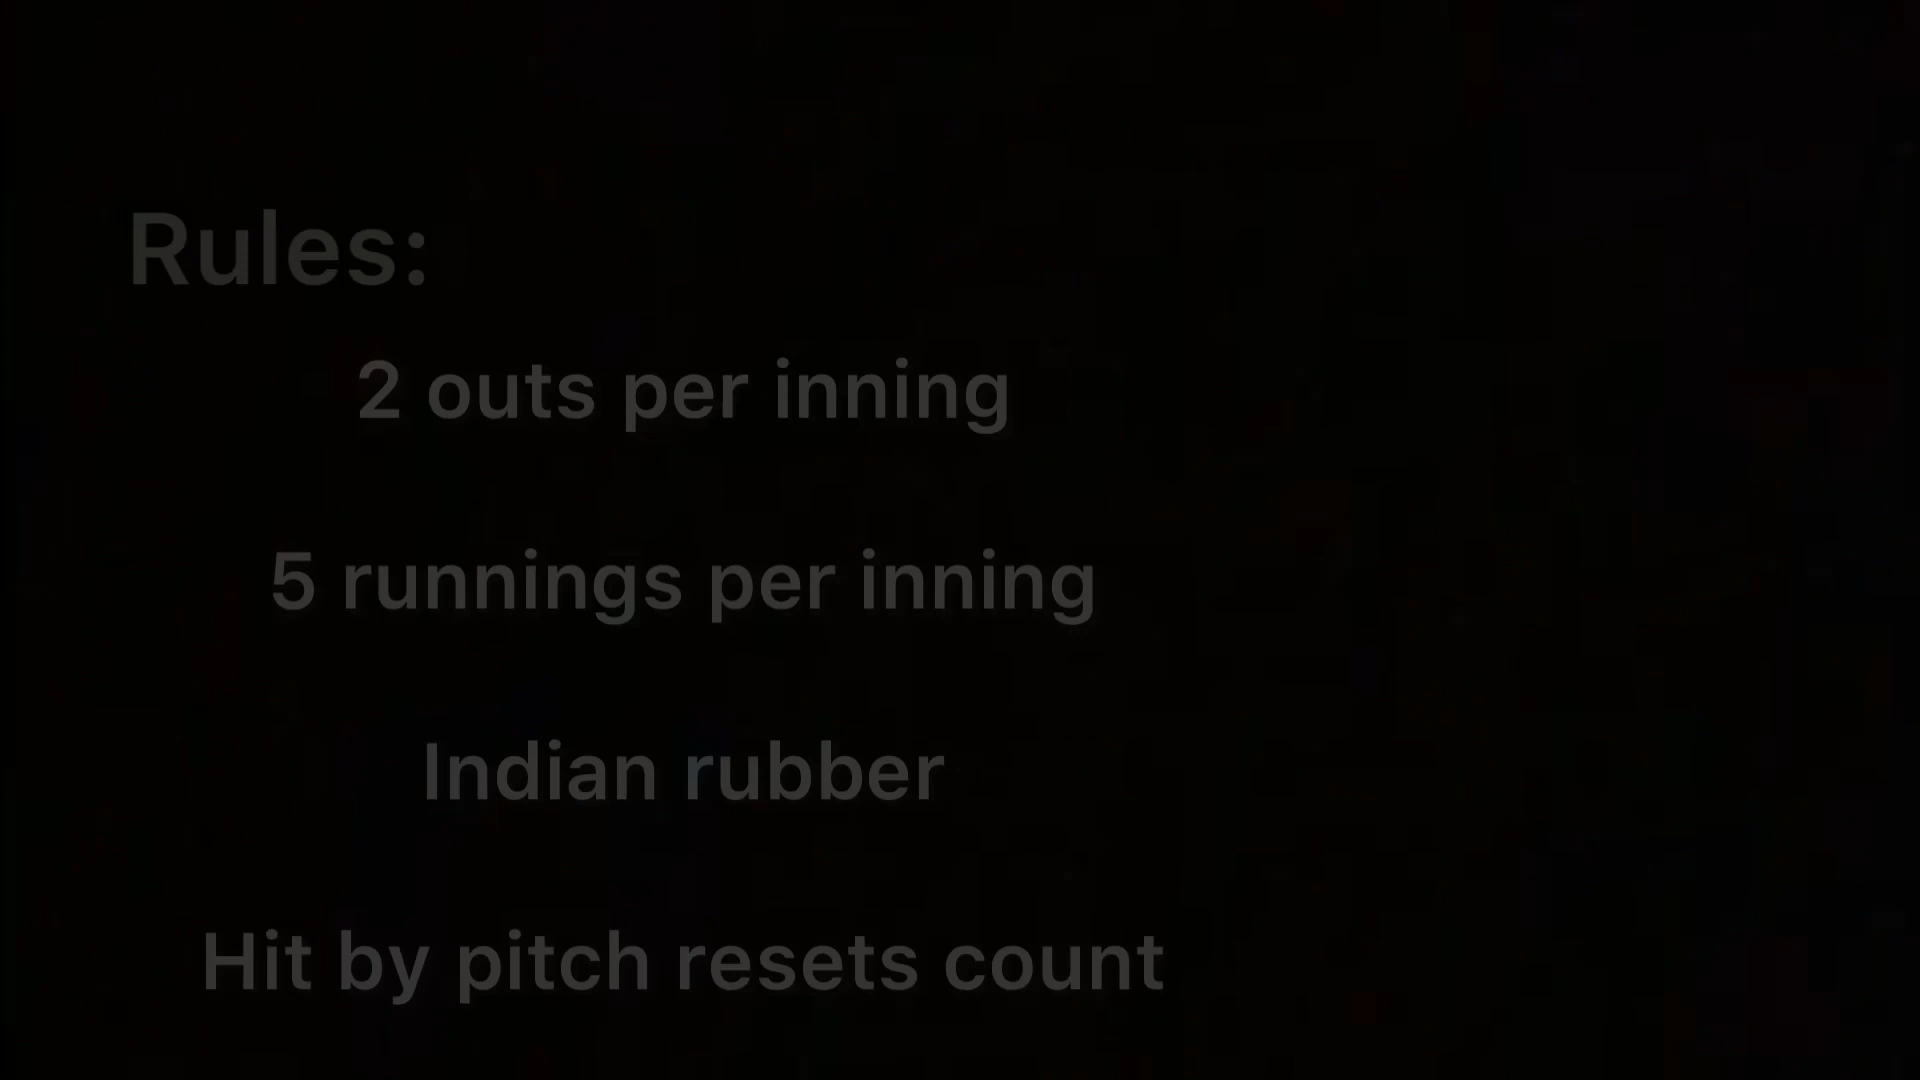 Rules:
2 outs per inning
5 runnings per inning
Indian rubber
Hit by pitch resets count